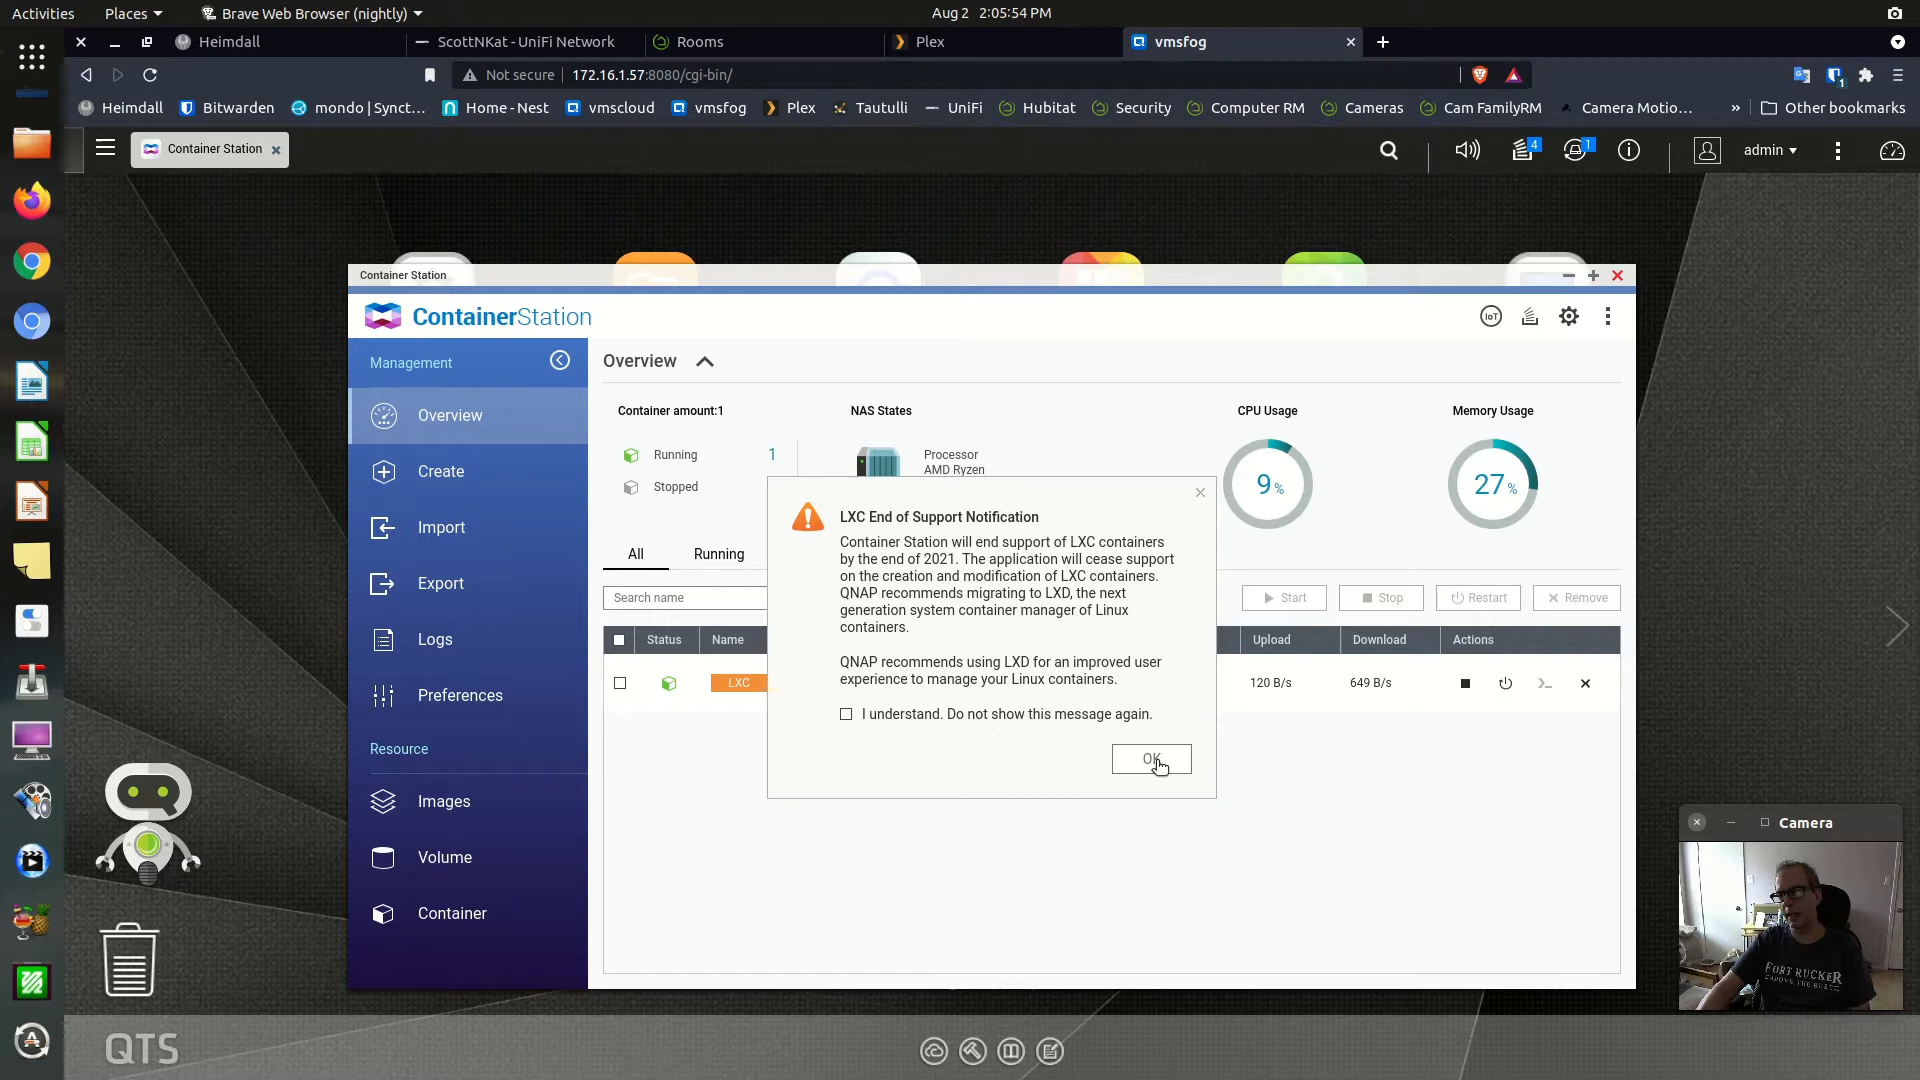 Activities Places Brave Web Browser (nightly) Aug 2 2:05:54 PM
Heimdall ScottNKat - UniFi Network Rooms Plex vmsfog
Not secure 172.16.1.57:8080/cgi-bin/ 1
Heimdall Bitwarden mondo | Synct... Home - Nest vmscloud vmsfog Plex Tautulli UniFi Hubitat Security Computer RM Cameras Cam FamilyRM Camera Motio... » Other bookmarks
Container Station 4 1 admin
Container Station
ContainerStation IoT
Management Overview
Overview
Create
Import
Export
Logs
Preferences
Resource
Images
Volume
Container
Container amount:1 NAS States CPU Usage Memory Usage
Running 1 Processor
AMD Ryzen
Stopped 9% 27%
All Running
Search name Start Stop Restart Remove
Status Name Upload Download Actions
LXC 120 B/s 649 B/s
LXC End of Support Notification
Container Station will end support of LXC containers
by the end of 2021. The application will cease support
on the creation and modification of LXC containers.
QNAP recommends migrating to LXD, the next
generation system container manager of Linux
containers.
QNAP recommends using LXD for an improved user
experience to manage your Linux containers.
I understand. Do not show this message again.
OK
Camera
FORT RUCKER
ABOVE THE BEST
QTS